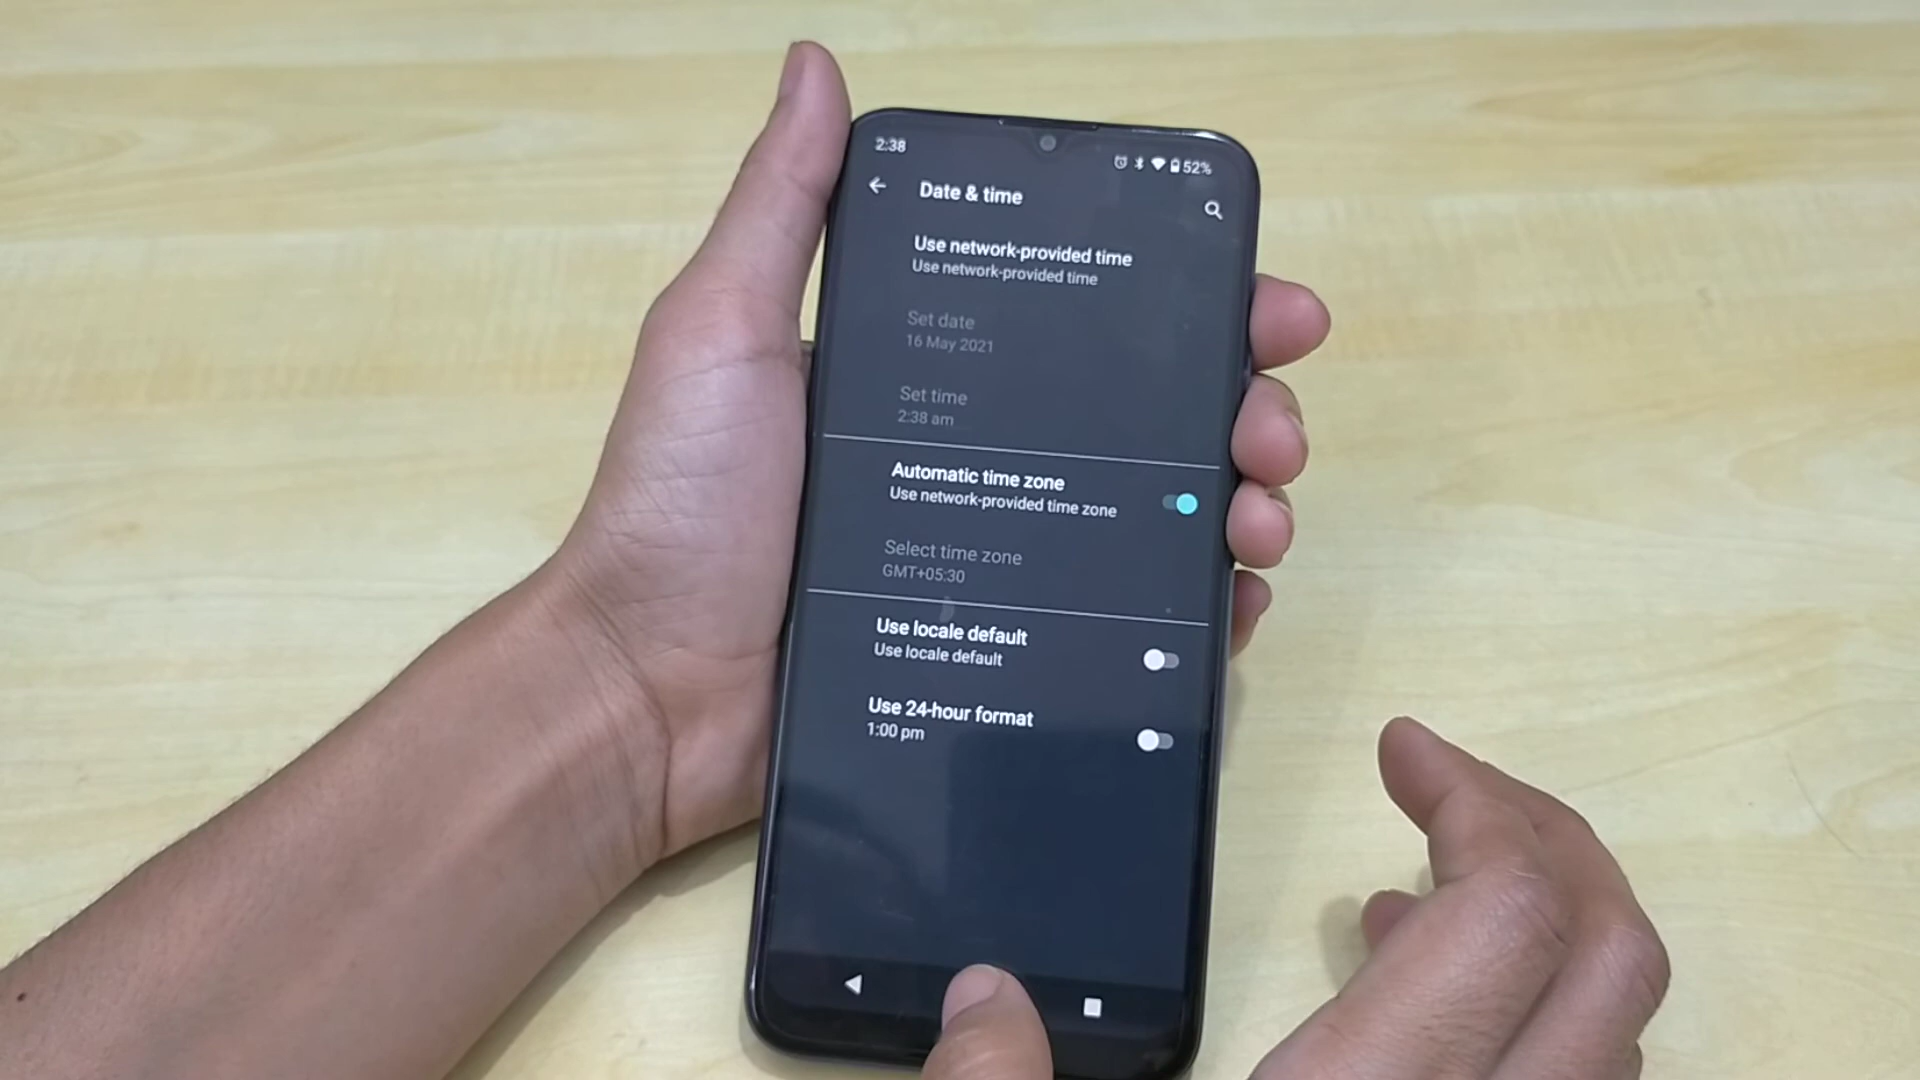 2:38
52%
Date & time
Use network-provided time
Use network-provided time
Set date
16 May 2021
Set time
2:38 am
Automatic time zone
Use network-provided time zone
Select time zone
GMT+05:30
Use locale default
Use locale default
Use 24-hour format
1:00 pm